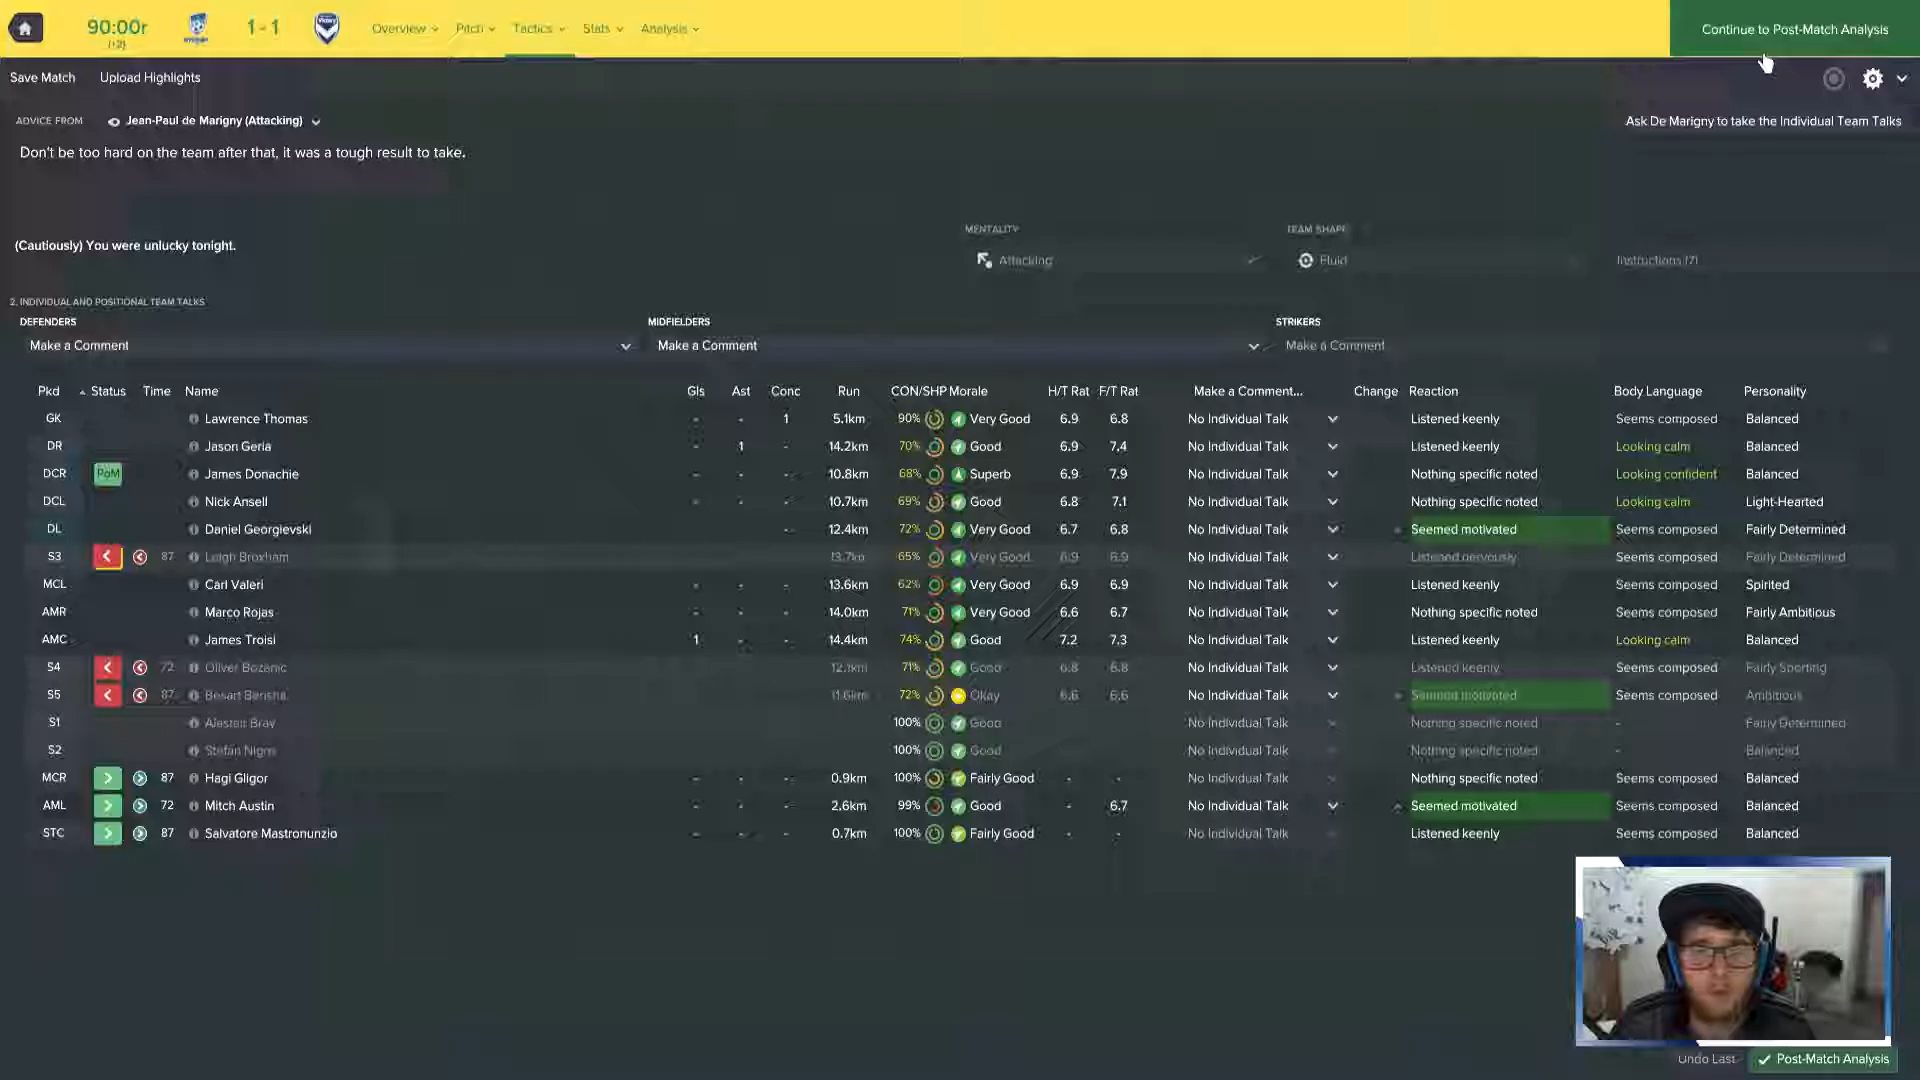 90:00r 1 - 1 Overview Pitch Tactics Stats Analysis Continue to Post-Match Analysis
(+2)
Save Match Upload Highlights
ADVICE FROM Jean-Paul de Marigny (Attacking) Ask De Marigny to take the Individual Team Talks
Don't be too hard on the team after that, it was a tough result to take.
MENTALITY TEAM SHAPE
(Cautiously) You were unlucky tonight.
Attacking Fluid Instructions (7)
2. INDIVIDUAL AND POSITIONAL TEAM TALKS
DEFENDERS MIDFIELDERS STRIKERS
Make a Comment Make a Comment Make a Comment
Pkd Status Time Name Gls Ast Conc Run CON/SHP Morale H/T Rat F/T Rat Make a Comment... Change Reaction Body Language Personality
GK Lawrence Thomas - - 1 5.1km 90% Very Good 6.9 6.8 No Individual Talk Listened keenly Seems composed Balanced
DR Jason Geria - 1 - 14.2km 70% Good 6.9 7.4 No Individual Talk Listened keenly Looking calm Balanced
DCR PoM James Donachie - - - 10.8km 68% Superb 6.9 7.9 No Individual Talk Nothing specific noted Looking confident Balanced
DCL Nick Ansell - - - 10.7km 69% Good 6.8 7.1 No Individual Talk Nothing specific noted Looking calm Light-Hearted
DL Daniel Georgievski - - 12.4km 72% Very Good 6.7 6.8 No Individual Talk Seemed motivated Seems composed Fairly Determined
S3 87 Leigh Broxham 13.7km 65% Very Good 6.9 6.9 No Individual Talk Listened nervously Seems composed Fairly Determined
MCL Carl Valeri - - - 13.6km 62% Very Good 6.9 6.9 No Individual Talk Listened keenly Seems composed Spirited
AMR Marco Rojas - - - 14.0km 71% Very Good 6.6 6.7 No Individual Talk Nothing specific noted Seems composed Fairly Ambitious
AMC James Troisi 1 - - 14.4km 74% Good 7.2 7.3 No Individual Talk Listened keenly Looking calm Balanced
S4 72 Oliver Bozanic 12.1km 71% Good 6.8 6.8 No Individual Talk Listened keenly Seems composed Fairly Sporting
S5 87 Besart Berisha 11.6km 72% Okay 6.6 6.6 No Individual Talk Seemed motivated Seems composed Ambitious
S1 Alastair Bray 100% Good No Individual Talk Nothing specific noted - Fairly Determined
S2 Stefan Nigro 100% Good No Individual Talk Nothing specific noted - Balanced
MCR 87 Hagi Gligor - - - 0.9km 100% Fairly Good - - No Individual Talk Nothing specific noted Seems composed Balanced
AML 72 Mitch Austin - - - 2.6km 99% Good - 6.7 No Individual Talk Seemed motivated Seems composed Balanced
STC 87 Salvatore Mastronunzio - - - 0.7km 100% Fairly Good - - No Individual Talk Listened keenly Seems composed Balanced
Undo Last Post-Match Analysis